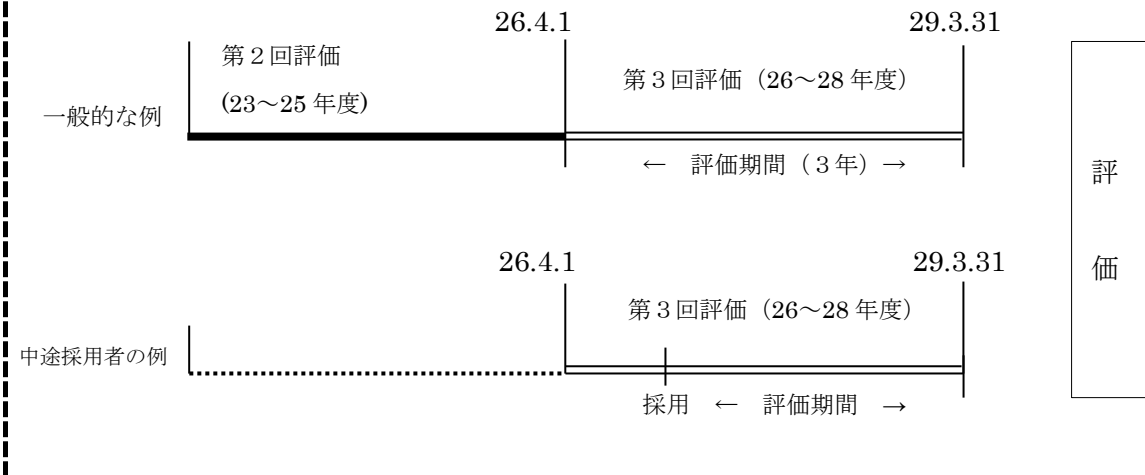 26.4.1
29.3.31
第２回評価
(23～25 年度)
第３回評価（26～28 年度）
一般的な例
← 評価期間（３年）→
評価
26.4.1
29.3.31
第３回評価（26～28 年度）
中途採用者の例
採用 ← 評価期間 →